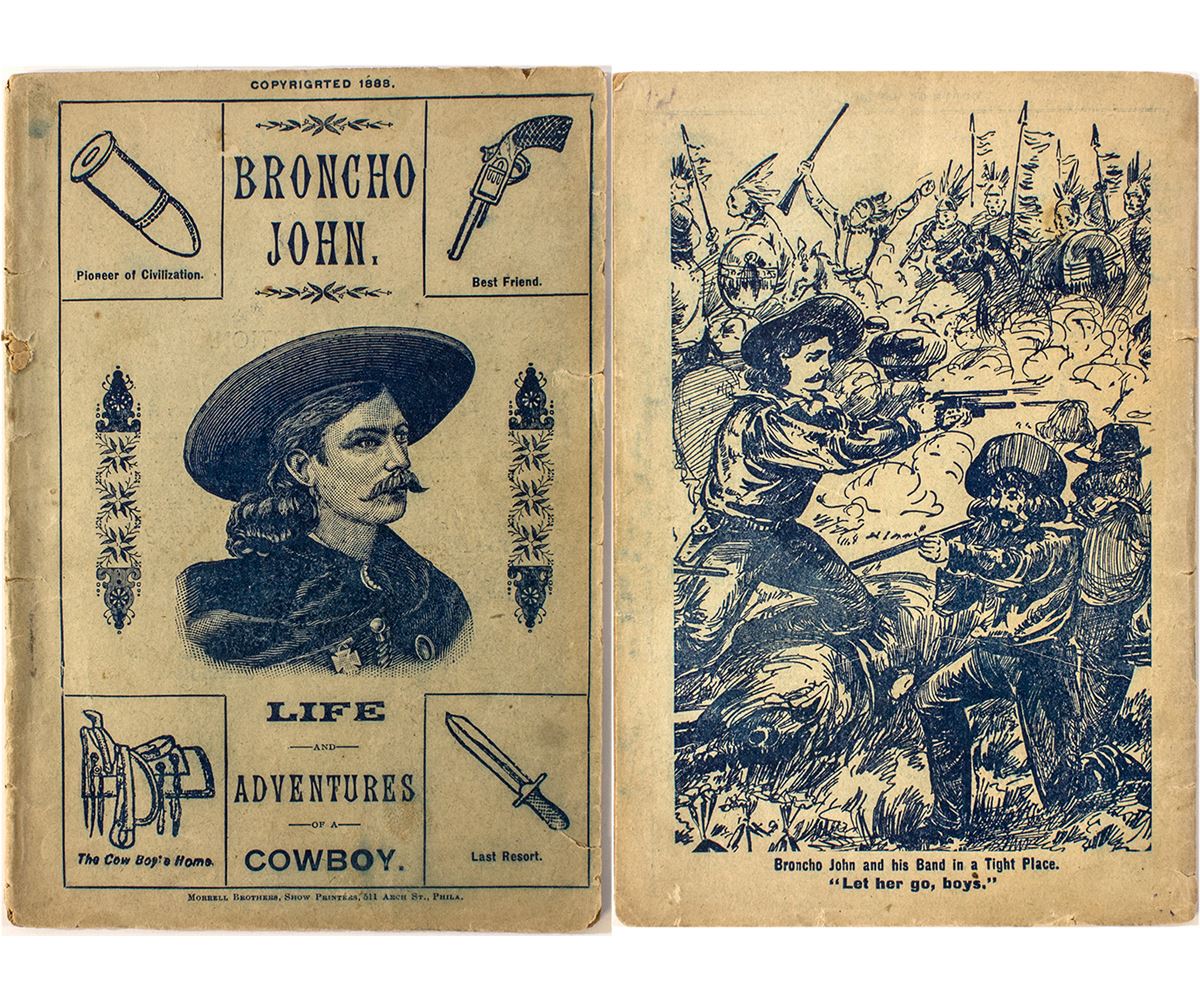 COPYRIGRTED 1888.
BRONCHO
JOHN.
Pioneer of Civilization.
Best Friend.
LIFE
AND
ADVENTURES
OF A
COWBOY.
The Cow Boy's Home.
Last Resort.
MORRELL BROTHERS, SHOW PRINTERS, 511 ARCH ST., PHILA.
Broncho John and his Band in a Tight Place.
"Let her go, boys."